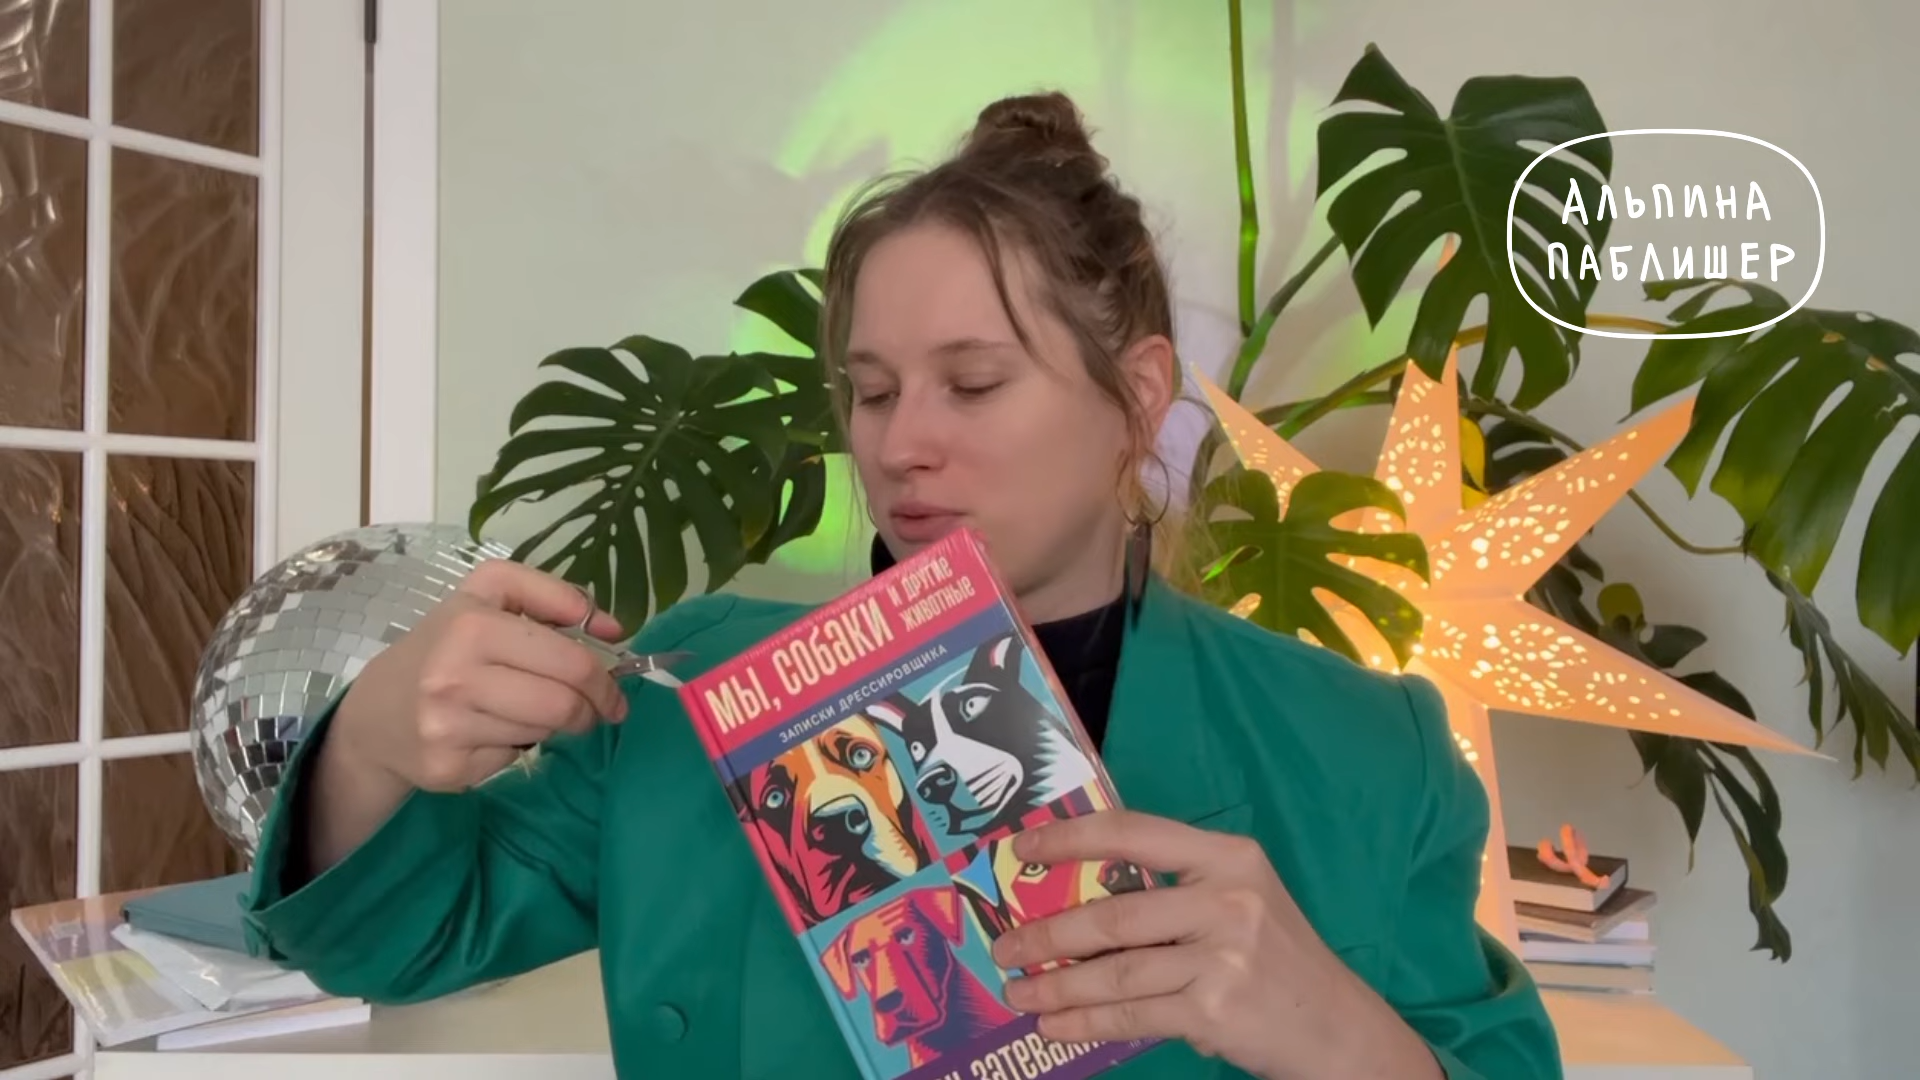 АЛЬПИНА
ПАБЛИШЕР
МЫ, СОБАКИ
И ДРУГИЕ
ЖИВОТНЫЕ
ЗАПИСКИ ДРЕССИРОВЩИКА